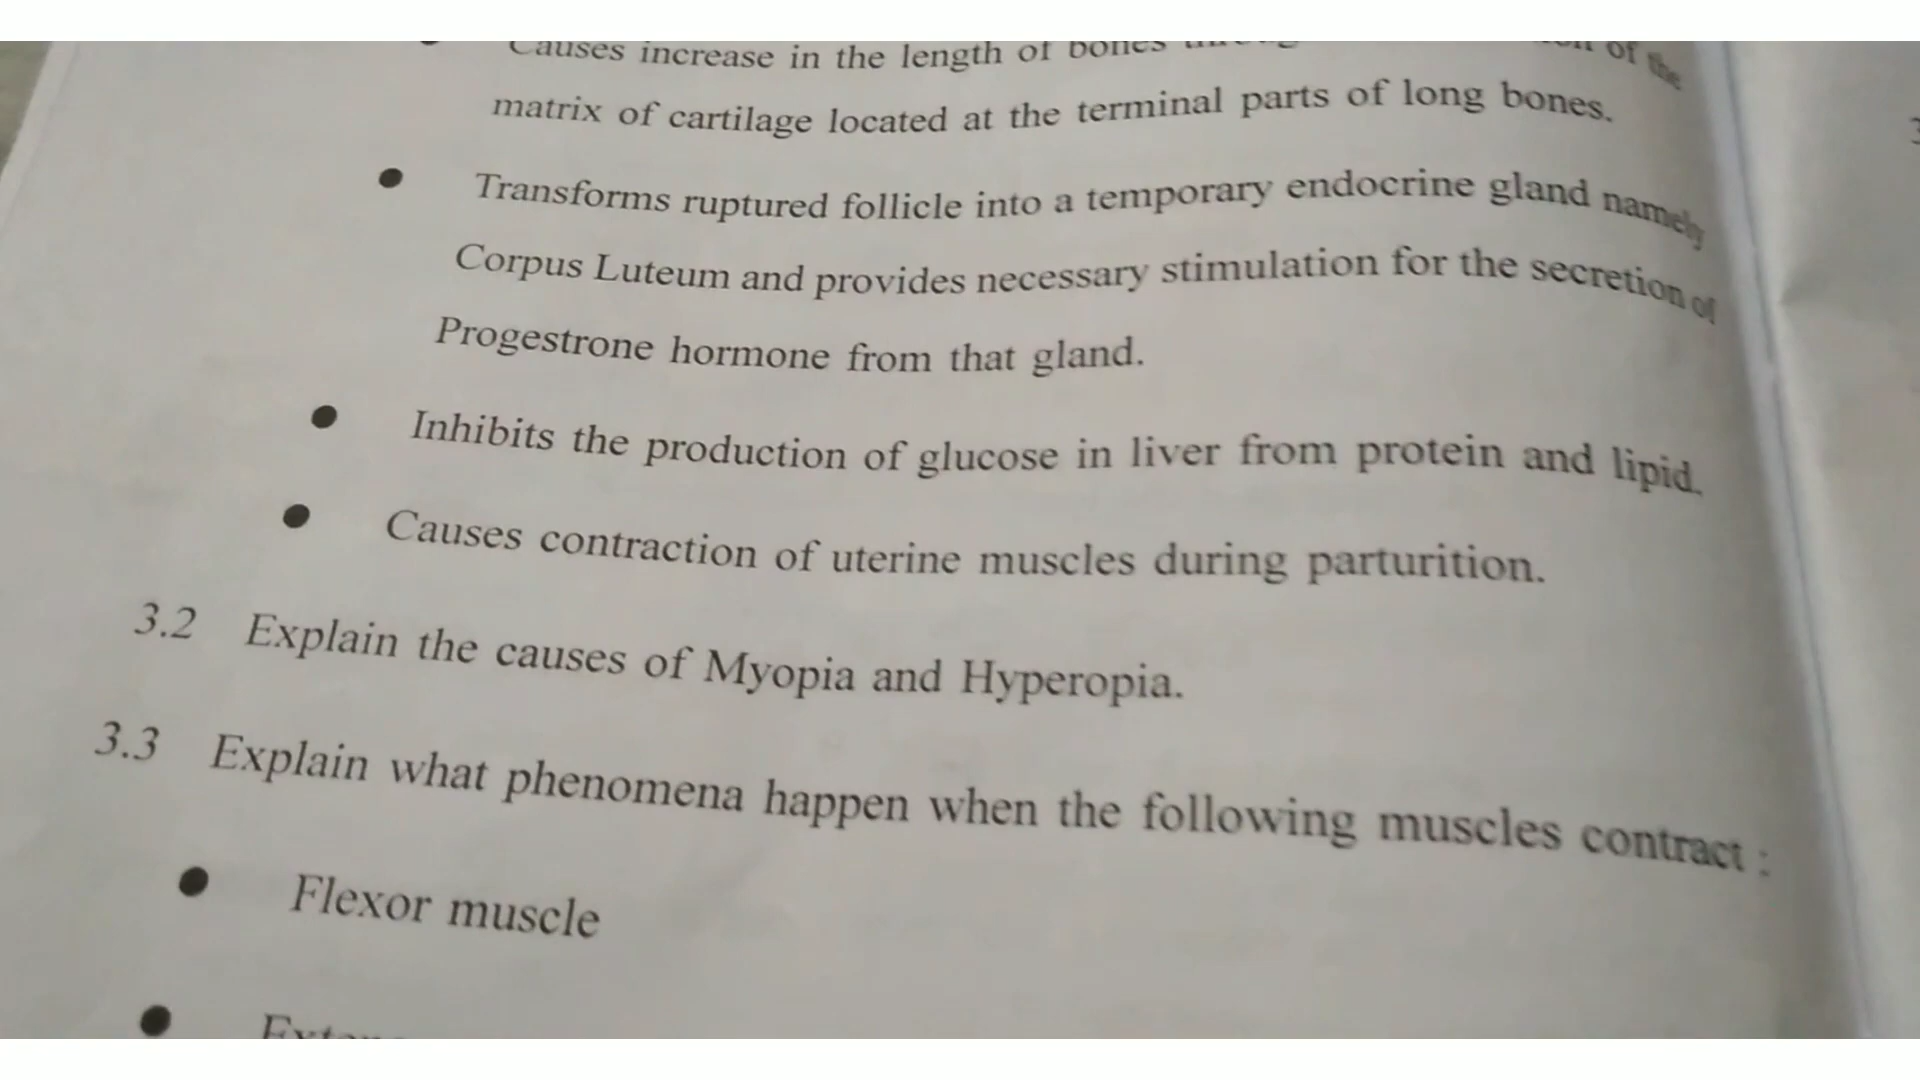 Causes increase in the length of bones of the
matrix of cartilage located at the terminal parts of long bones.
● Transforms ruptured follicle into a temporary endocrine gland namely
Corpus Luteum and provides necessary stimulation for the secretion of
Progestrone hormone from that gland.
● Inhibits the production of glucose in liver from protein and lipid.
● Causes contraction of uterine muscles during parturition.
3.2 Explain the causes of Myopia and Hyperopia.
3.3 Explain what phenomena happen when the following muscles contract :
● Flexor muscle
●